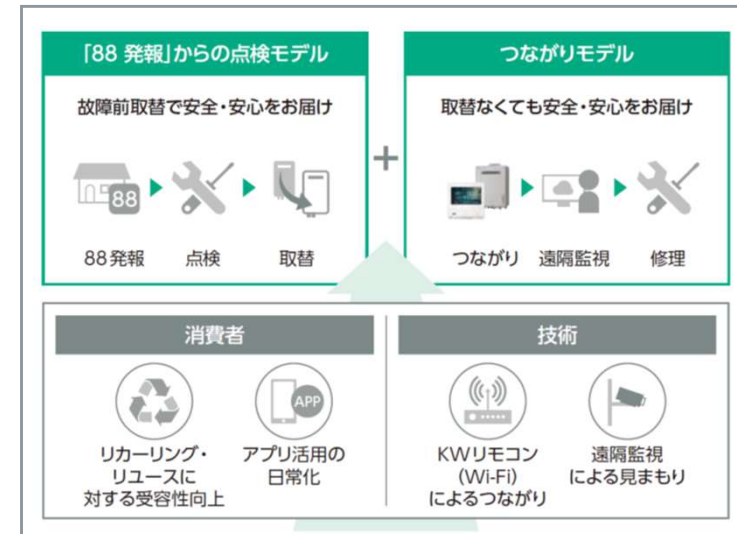 「88 発報」からの点検モデル
故障前取替で安全・安心をお届け
88
88発報
点検
取替
+
つながりモデル
取替なくても安全・安心をお届け
つながり
遠隔監視
修理
消費者
リカーリング・
リユースに
対する受容性向上
APP
アプリ活用の
日常化
技術
KWリモコン
(Wi-Fi)
によるつながり
遠隔監視
による見まもり